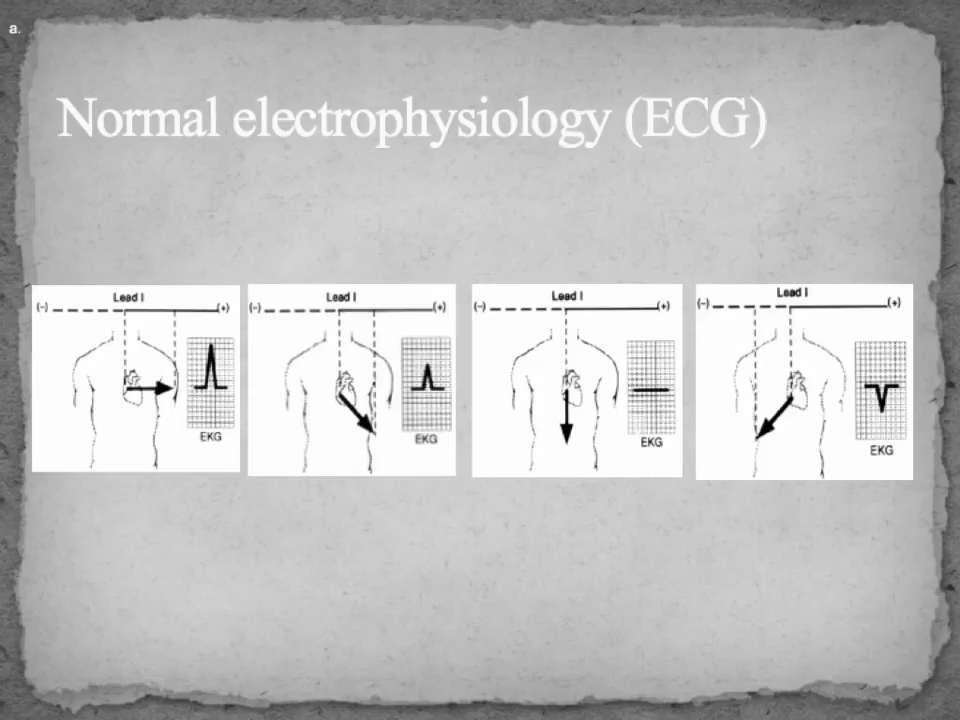 a.
Normal electrophysiology (ECG)
Lead I
(-) (+)
EKG
Lead I
(-) (+)
EKG
Lead I
(-) (+)
EKG
Lead I
(-) (+)
EKG